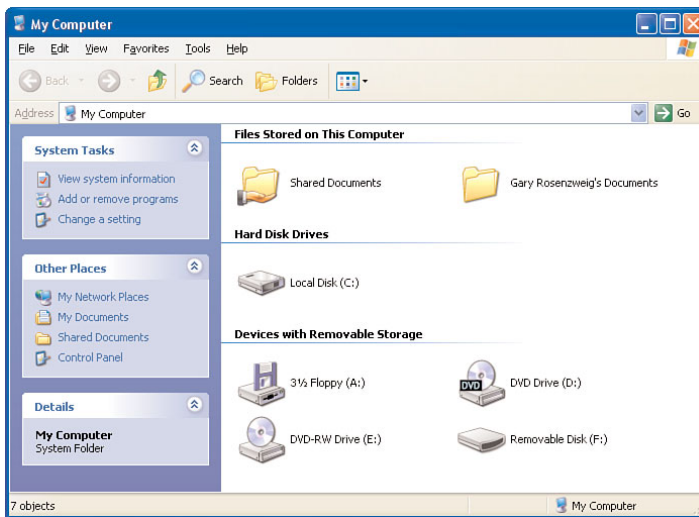 My Computer
File Edit View Favorites Tools Help
Back Search Folders
Address My Computer Go
System Tasks
View system information
Add or remove programs
Change a setting
Other Places
My Network Places
My Documents
Shared Documents
Control Panel
Details
My Computer
System Folder
Files Stored on This Computer
Shared Documents Gary Rosenzweig's Documents
Hard Disk Drives
Local Disk (C:)
Devices with Removable Storage
3½ Floppy (A:) DVD Drive (D:)
DVD
DVD-RW Drive (E:) Removable Disk (F:)
7 objects My Computer